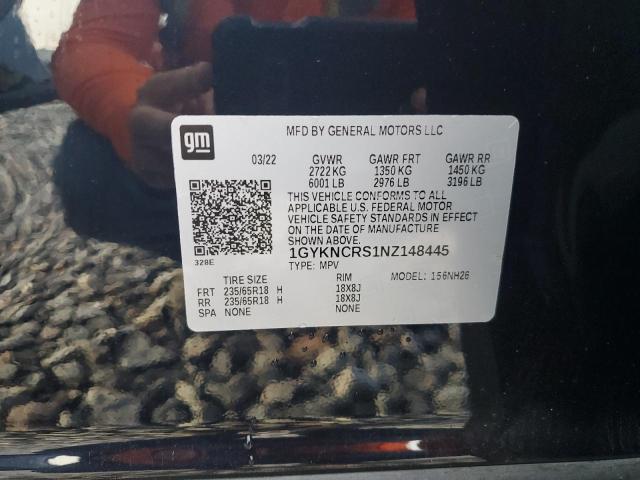 gm
MFD BY GENERAL MOTORS LLC
03/22 GVWR GAWR FRT GAWR RR
2722 KG 1350 KG 1450 KG
6001 LB 2976 LB 3196 LB
THIS VEHICLE CONFORMS TO ALL
APPLICABLE U.S. FEDERAL MOTOR
VEHICLE SAFETY STANDARDS IN EFFECT
ON THE DATE OF MANUFACTURE
SHOWN ABOVE.
328E
1GYKNCRS1NZ148445
TYPE: MPV
MODEL: 156NH26
TIRE SIZE RIM
FRT 235/65R18 H 18X8J
RR 235/65R18 H 18X8J
SPA NONE NONE